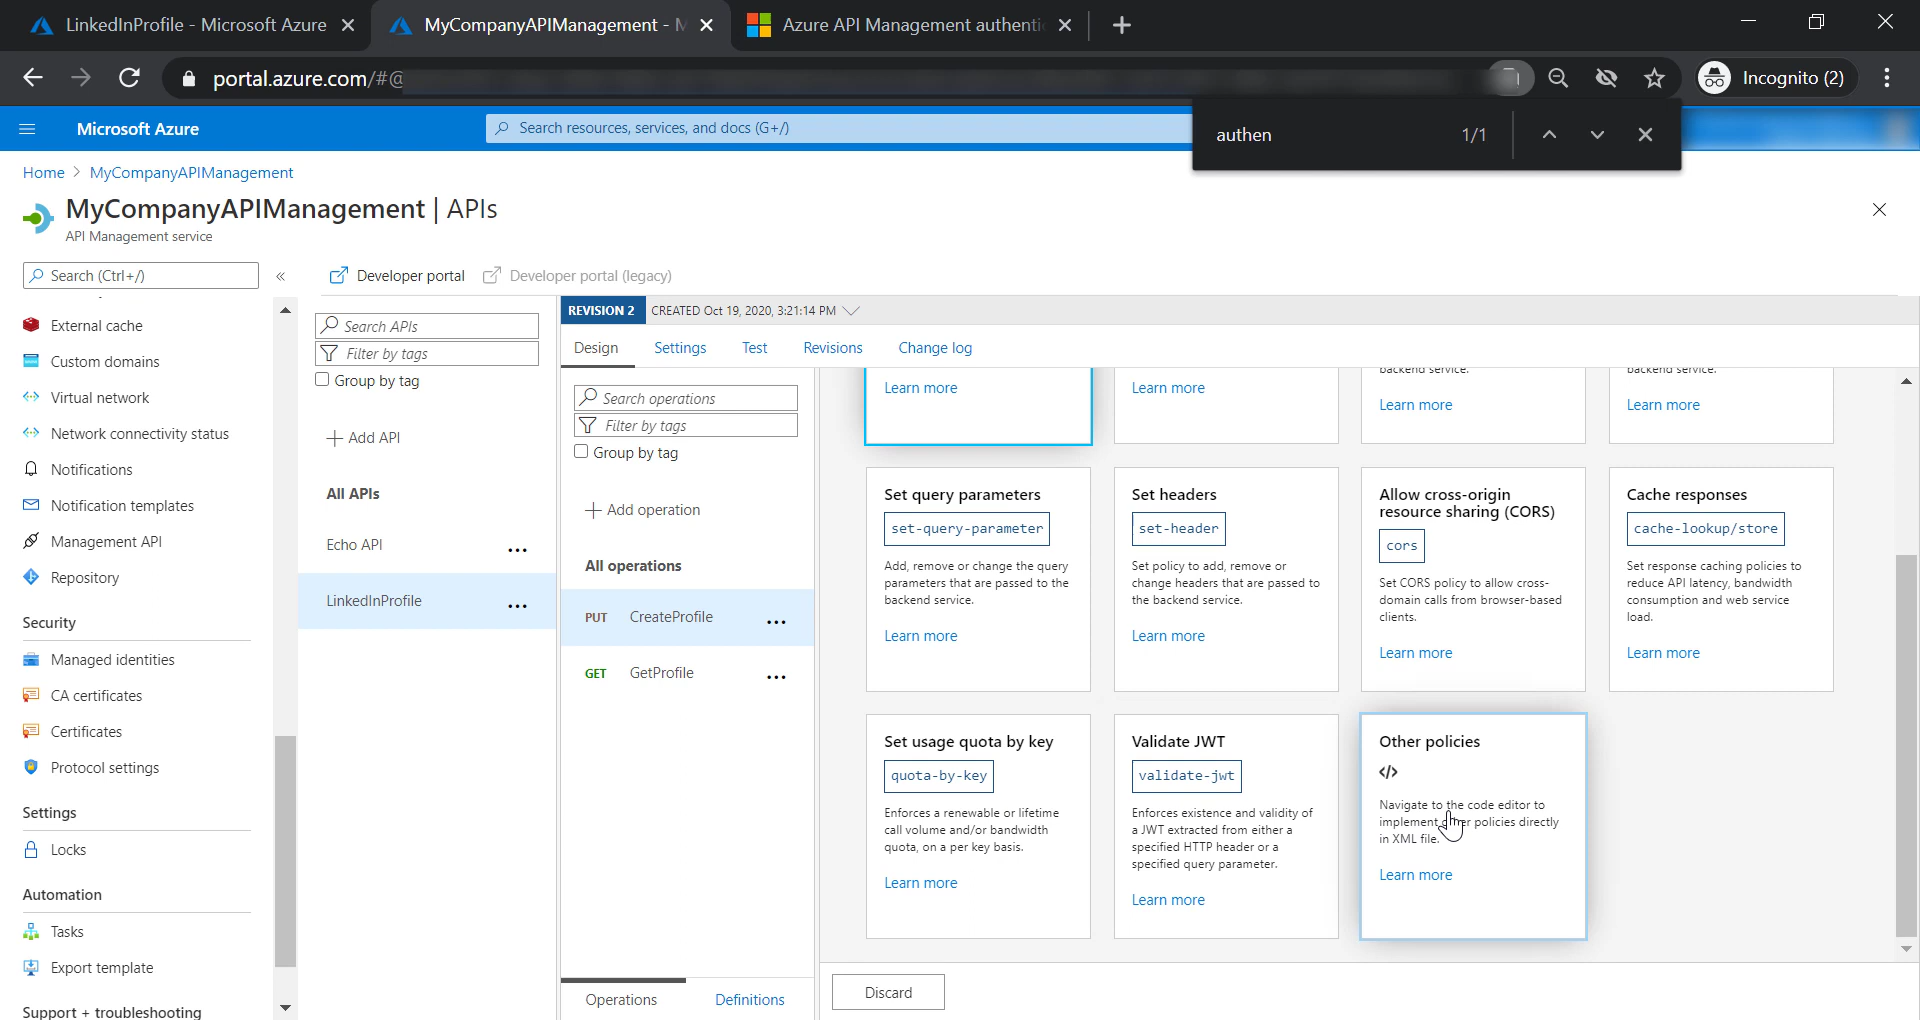 LinkedInProfile - Microsoft Azure
MyCompanyAPIManagement - M
Azure API Management authenti
portal.azure.com/#@
Incognito (2)
Microsoft Azure
Search resources, services, and docs (G+/)
authen
1/1
Home > MyCompanyAPIManagement
MyCompanyAPIManagement | APIs
API Management service
Search (Ctrl+/)
«
Developer portal
Developer portal (legacy)
External cache
Custom domains
Virtual network
Network connectivity status
Notifications
Notification templates
Management API
Repository
Security
Managed identities
CA certificates
Certificates
Protocol settings
Settings
Locks
Automation
Tasks
Export template
Support + troubleshooting
Search APIs
Filter by tags
Group by tag
+ Add API
All APIs
Echo API
...
LinkedInProfile
...
REVISION 2
CREATED Oct 19, 2020, 3:21:14 PM
Design
Settings
Test
Revisions
Change log
Search operations
Filter by tags
Group by tag
+ Add operation
All operations
PUT CreateProfile
...
GET GetProfile
...
Operations
Definitions
Learn more
Learn more
backend service.
Learn more
backend service.
Learn more
Set query parameters
set-query-parameter
Add, remove or change the query
parameters that are passed to the
backend service.
Learn more
Set headers
set-header
Set policy to add, remove or
change headers that are passed to
the backend service.
Learn more
Allow cross-origin
resource sharing (CORS)
cors
Set CORS policy to allow cross-
domain calls from browser-based
clients.
Learn more
Cache responses
cache-lookup/store
Set response caching policies to
reduce API latency, bandwidth
consumption and web service
load.
Learn more
Set usage quota by key
quota-by-key
Enforces a renewable or lifetime
call volume and/or bandwidth
quota, on a per key basis.
Learn more
Validate JWT
validate-jwt
Enforces existence and validity of
a JWT extracted from either a
specified HTTP header or a
specified query parameter.
Learn more
Other policies
</>
Navigate to the code editor to
implement other policies directly
in XML file.
Learn more
Discard